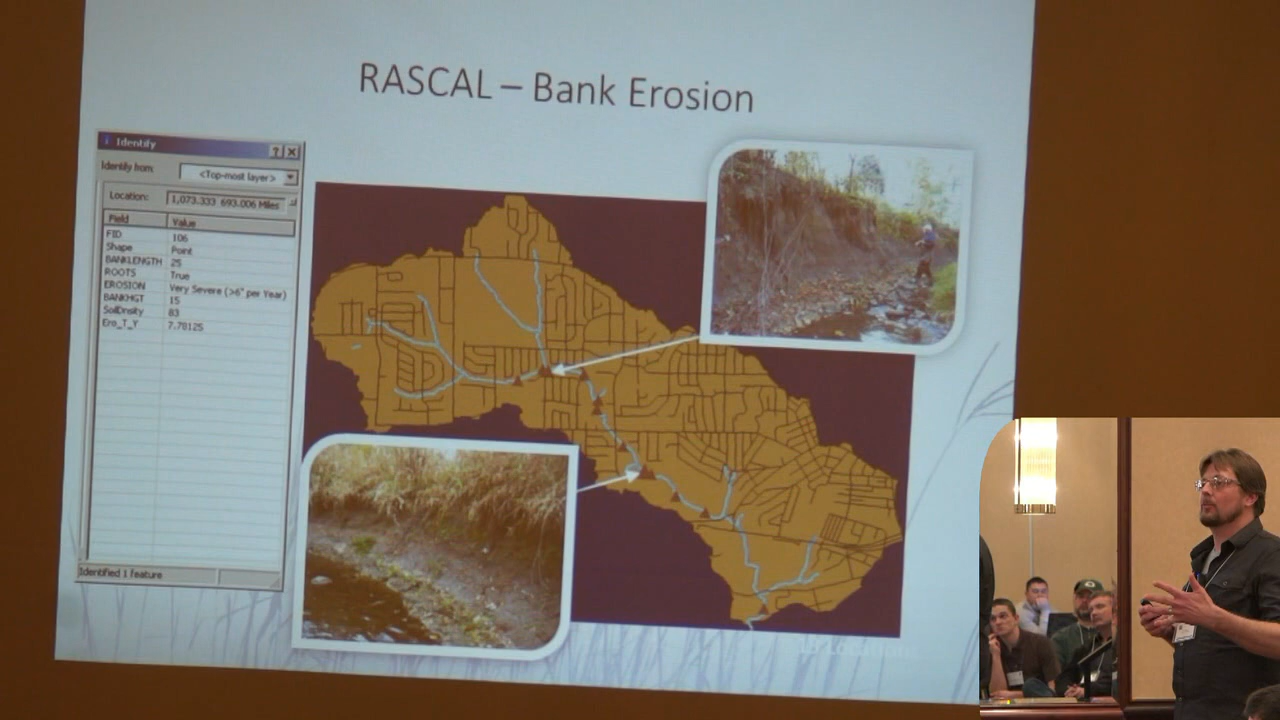 RASCAL – Bank Erosion
Identify
Identify from: <Top-most layer>
Location: 1,073.333 693.006 Miles
Field Value
FID 106
Shape Point
BANKLENGTH 25
ROOTS True
EROSION Very Severe (>6" per Year)
BANKHGT 15
SoilDnsity 83
Ero_T_Y 7.78125
Identified 1 feature